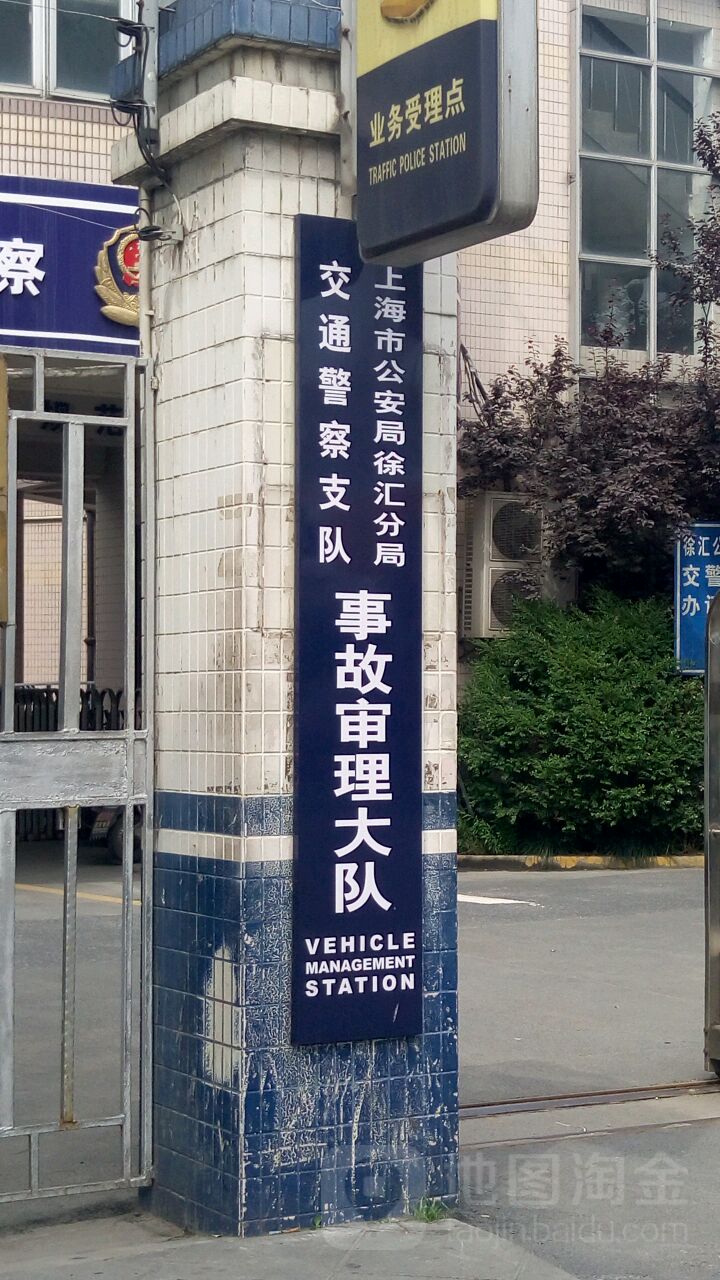 业务受理点
TRAFFIC POLICE STATION
察
上海市公安局徐汇分局
交通警察支队
事故审理大队
VEHICLE
MANAGEMENT
STATION
徐汇公
交警
办
地图淘金
taojin.baidu.com